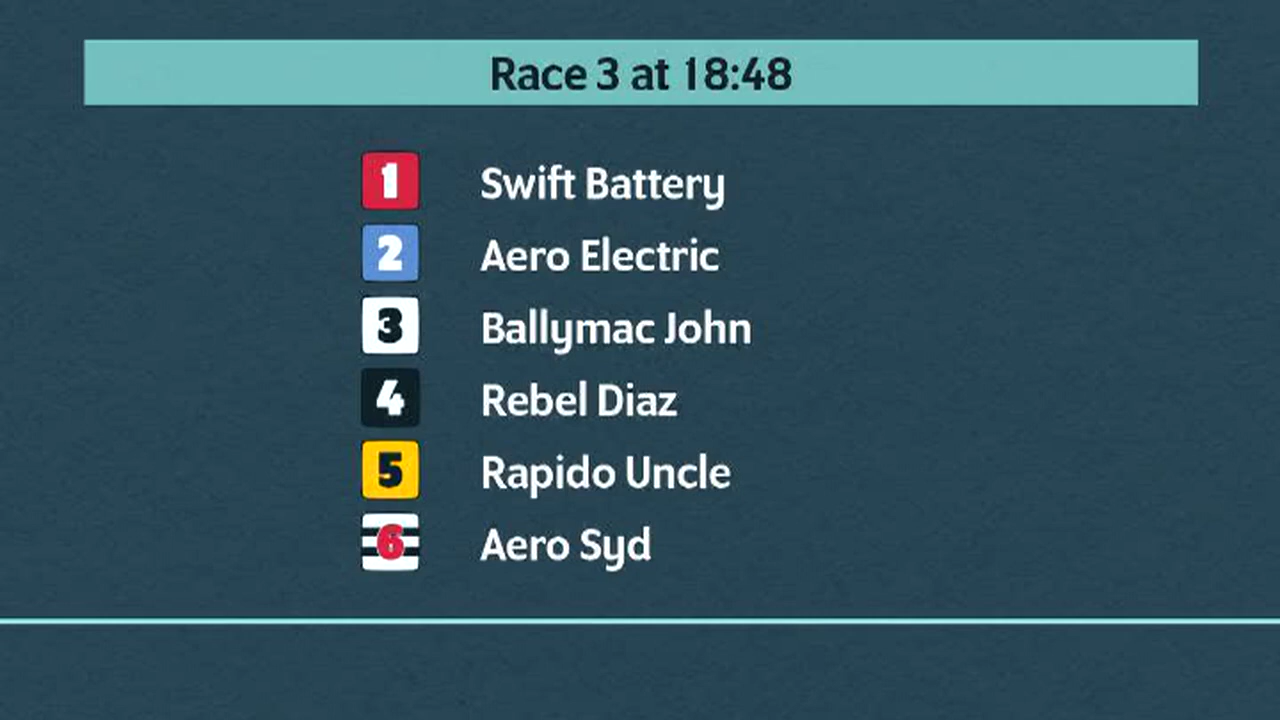 Race 3 at 18:48
1 Swift Battery
2 Aero Electric
3 Ballymac John
4 Rebel Diaz
5 Rapido Uncle
6 Aero Syd